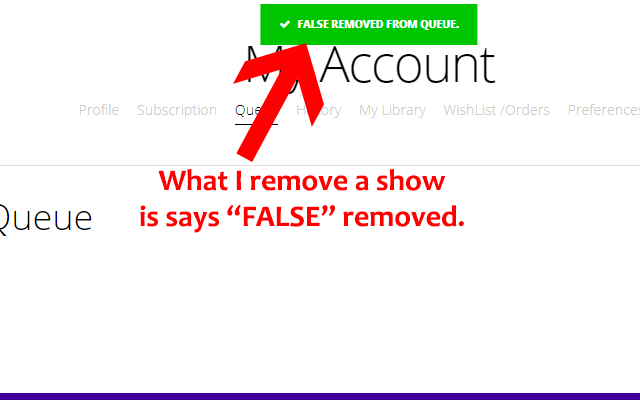 FALSE REMOVED FROM QUEUE.
My Account
Profile Subscription Queue History My Library WishList /Orders Preferences
What I remove a show
is says “FALSE” removed.
Queue